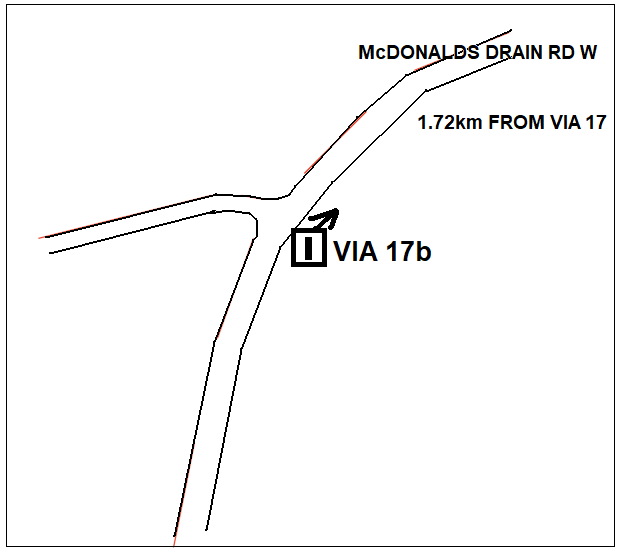 McDONALDS DRAIN RD W
1.72km FROM VIA 17
I VIA 17b